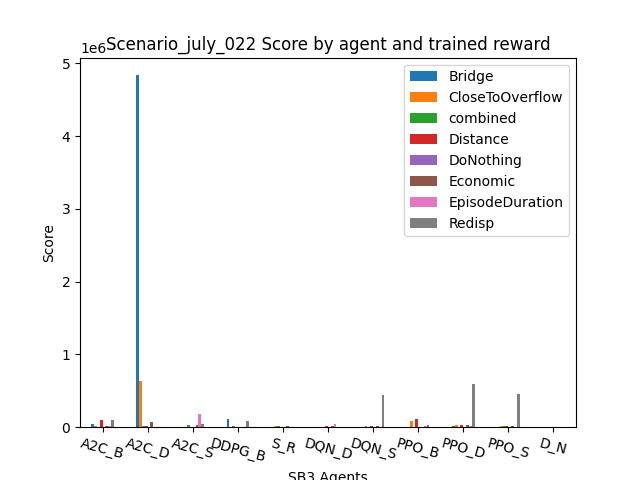 1e6
Scenario_july_022 Score by agent and trained reward
Bridge
CloseToOverflow
combined
Distance
DoNothing
Economic
EpisodeDuration
Redisp
Score
5
4
3
2
1
0
A2C_B
A2C_D
A2C_S
DDPG_B
S_R
DQN_D
DQN_S
PPO_B
PPO_D
PPO_S
D_N
SB3 Agents